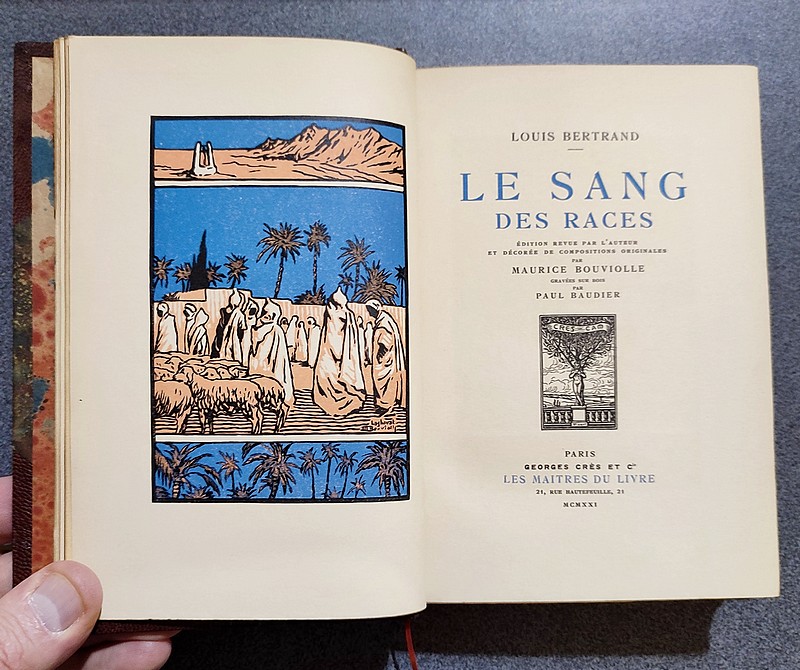 LOUIS BERTRAND
LE SANG
DES RACES
ÉDITION REVUE PAR L'AUTEUR
ET DÉCORÉE DE COMPOSITIONS ORIGINALES
PAR
MAURICE BOUVIOLLE
GRAVÉES SUR BOIS
PAR
PAUL BAUDIER
CRES - CAM
PARIS
GEORGES CRÈS ET Cie
LES MAITRES DU LIVRE
21, RUE HAUTEFEUILLE, 21
MCMXXI